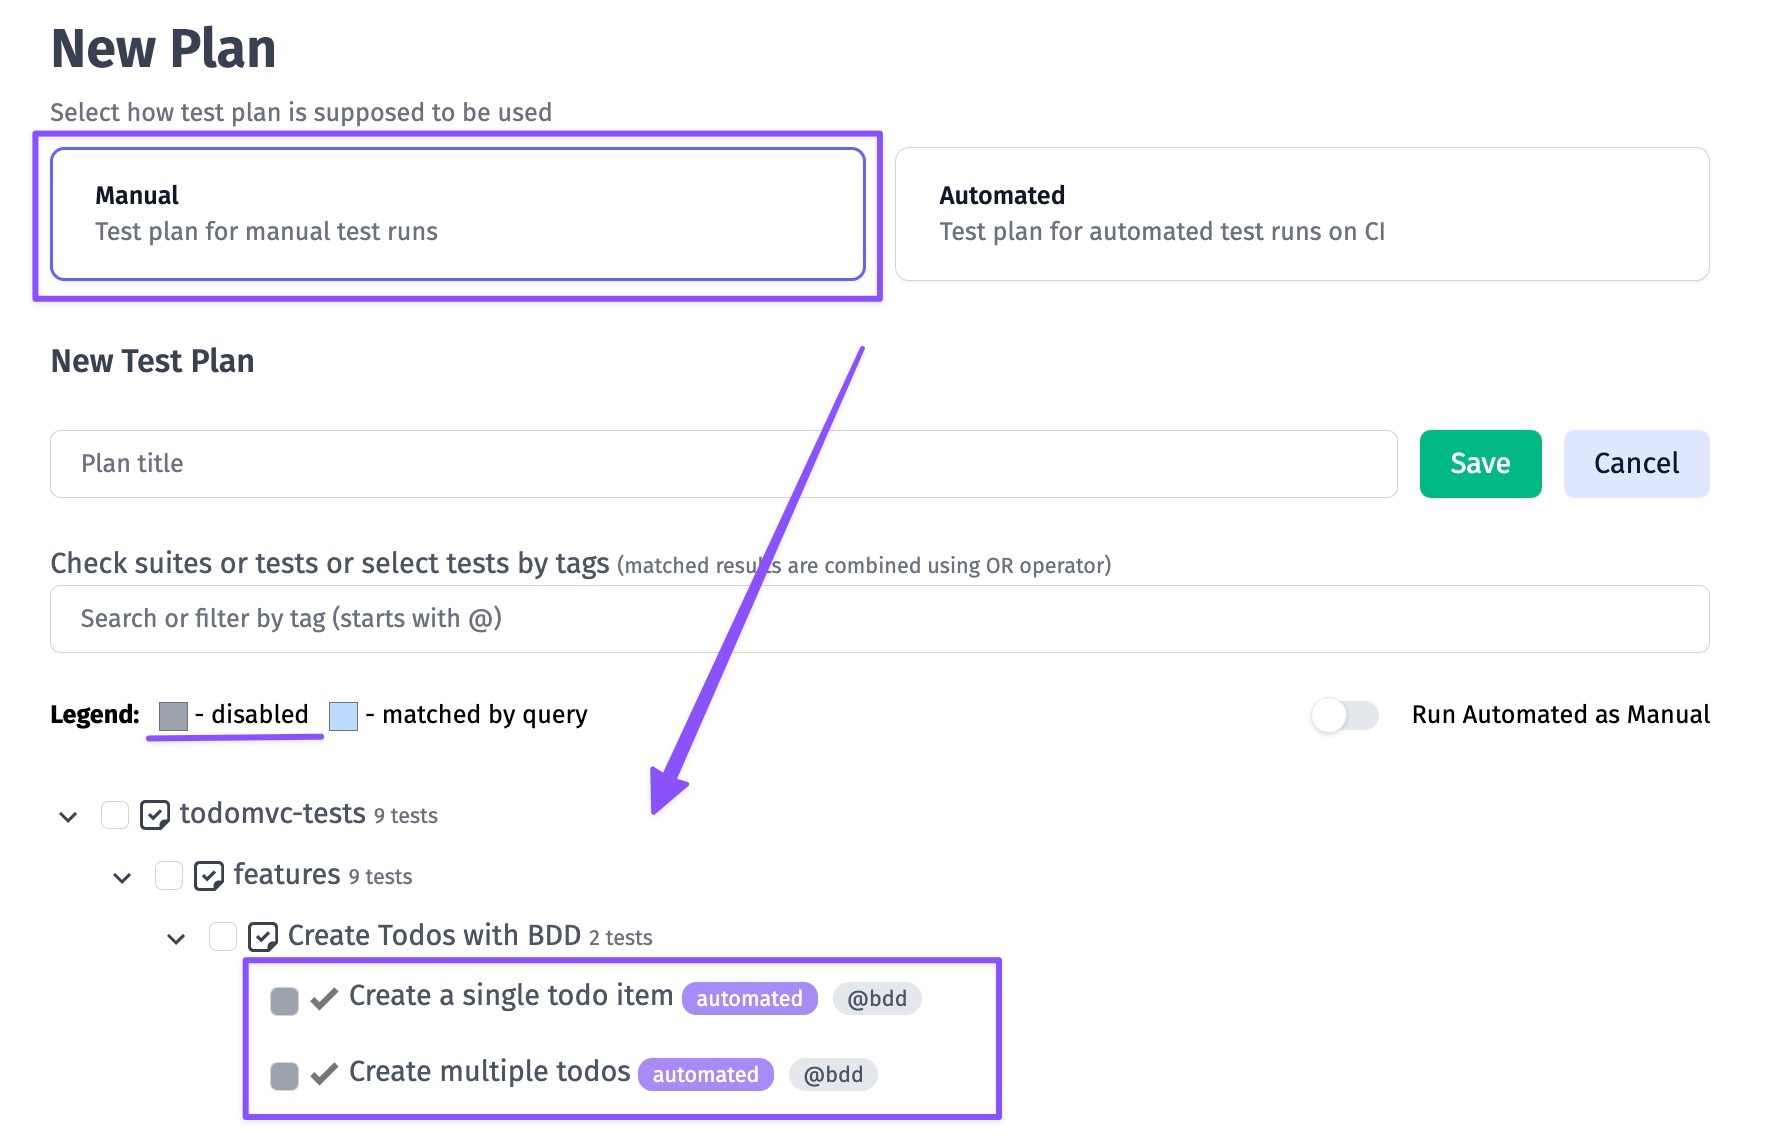 New Plan
Select how test plan is supposed to be used
Manual
Test plan for manual test runs
Automated
Test plan for automated test runs on CI
New Test Plan
Plan title
Save
Cancel
Check suites or tests or select tests by tags (matched results are combined using OR operator)
Search or filter by tag (starts with @)
Legend: - disabled - matched by query
Run Automated as Manual
todomvc-tests 9 tests
features 9 tests
Create Todos with BDD 2 tests
Create a single todo item automated @bdd
Create multiple todos automated @bdd